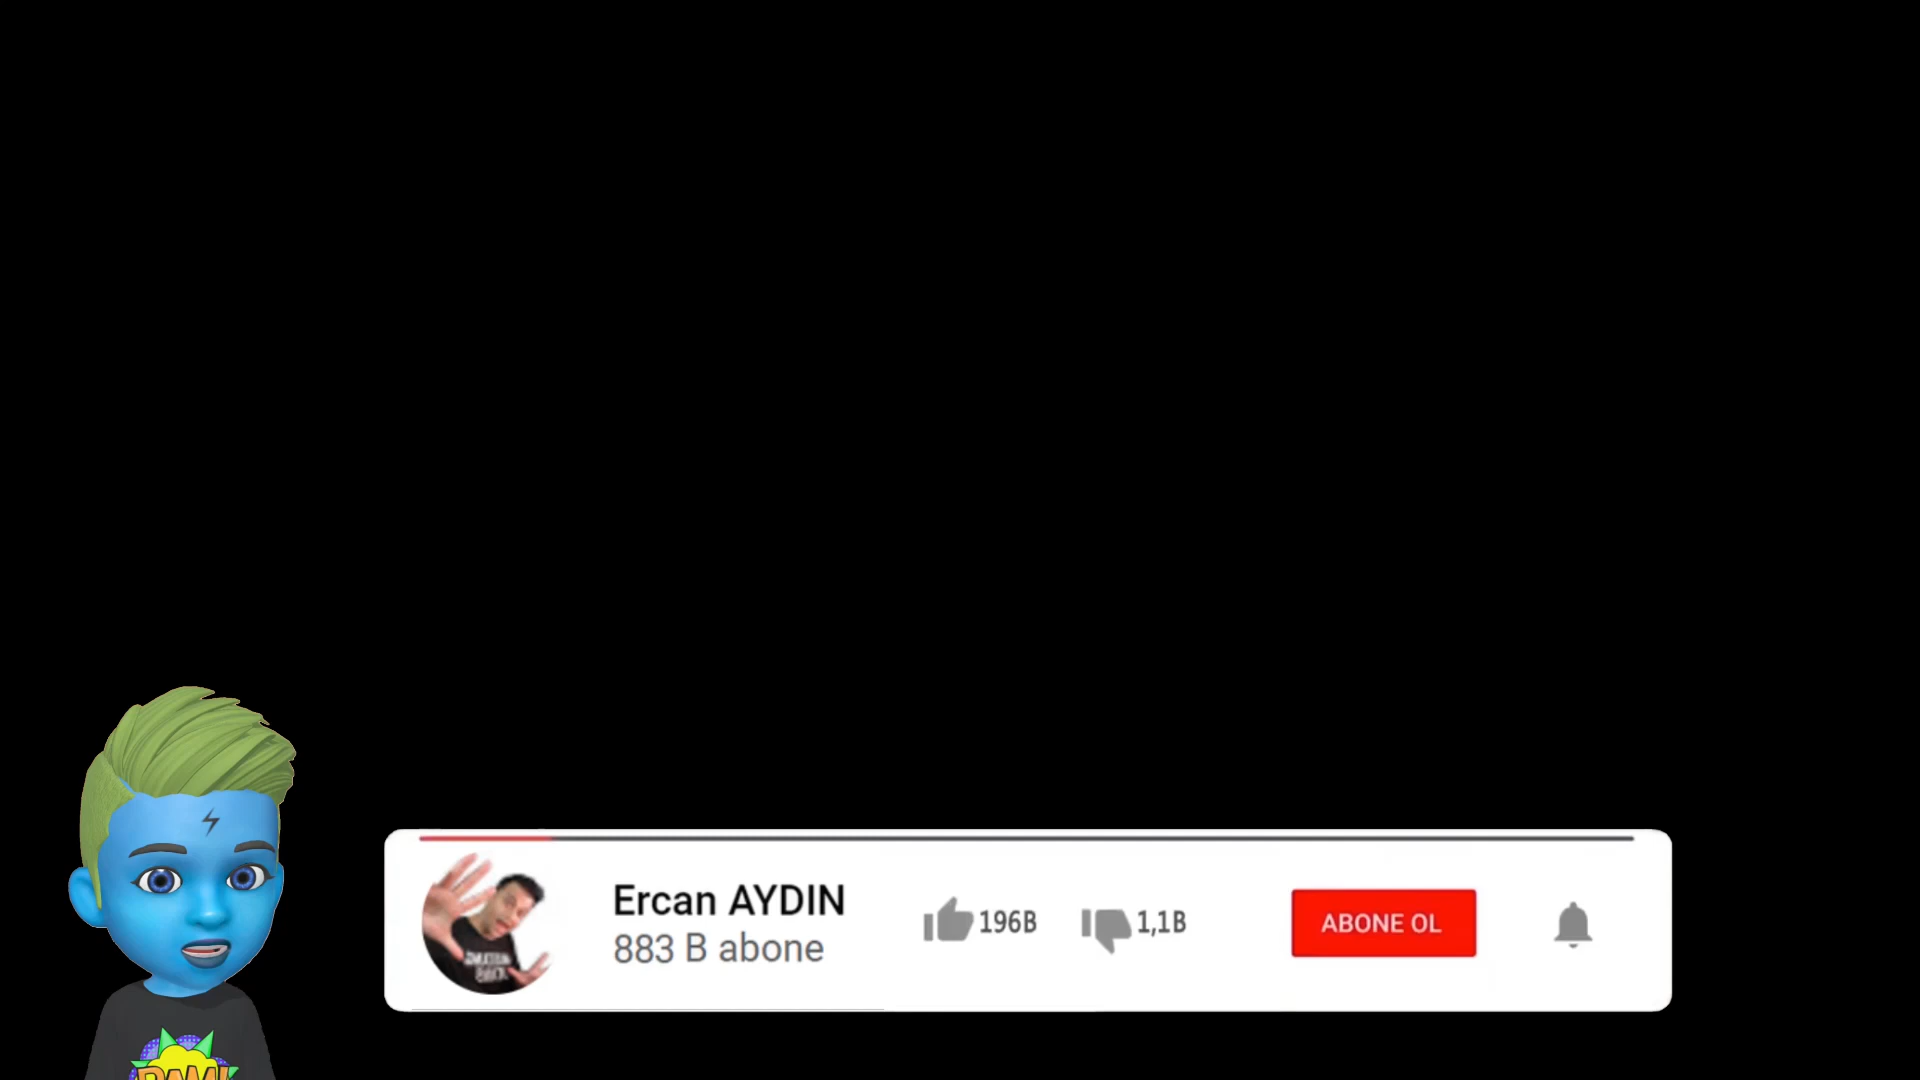 Ercan AYDIN
883 B abone
196B
1,1B
ABONE OL